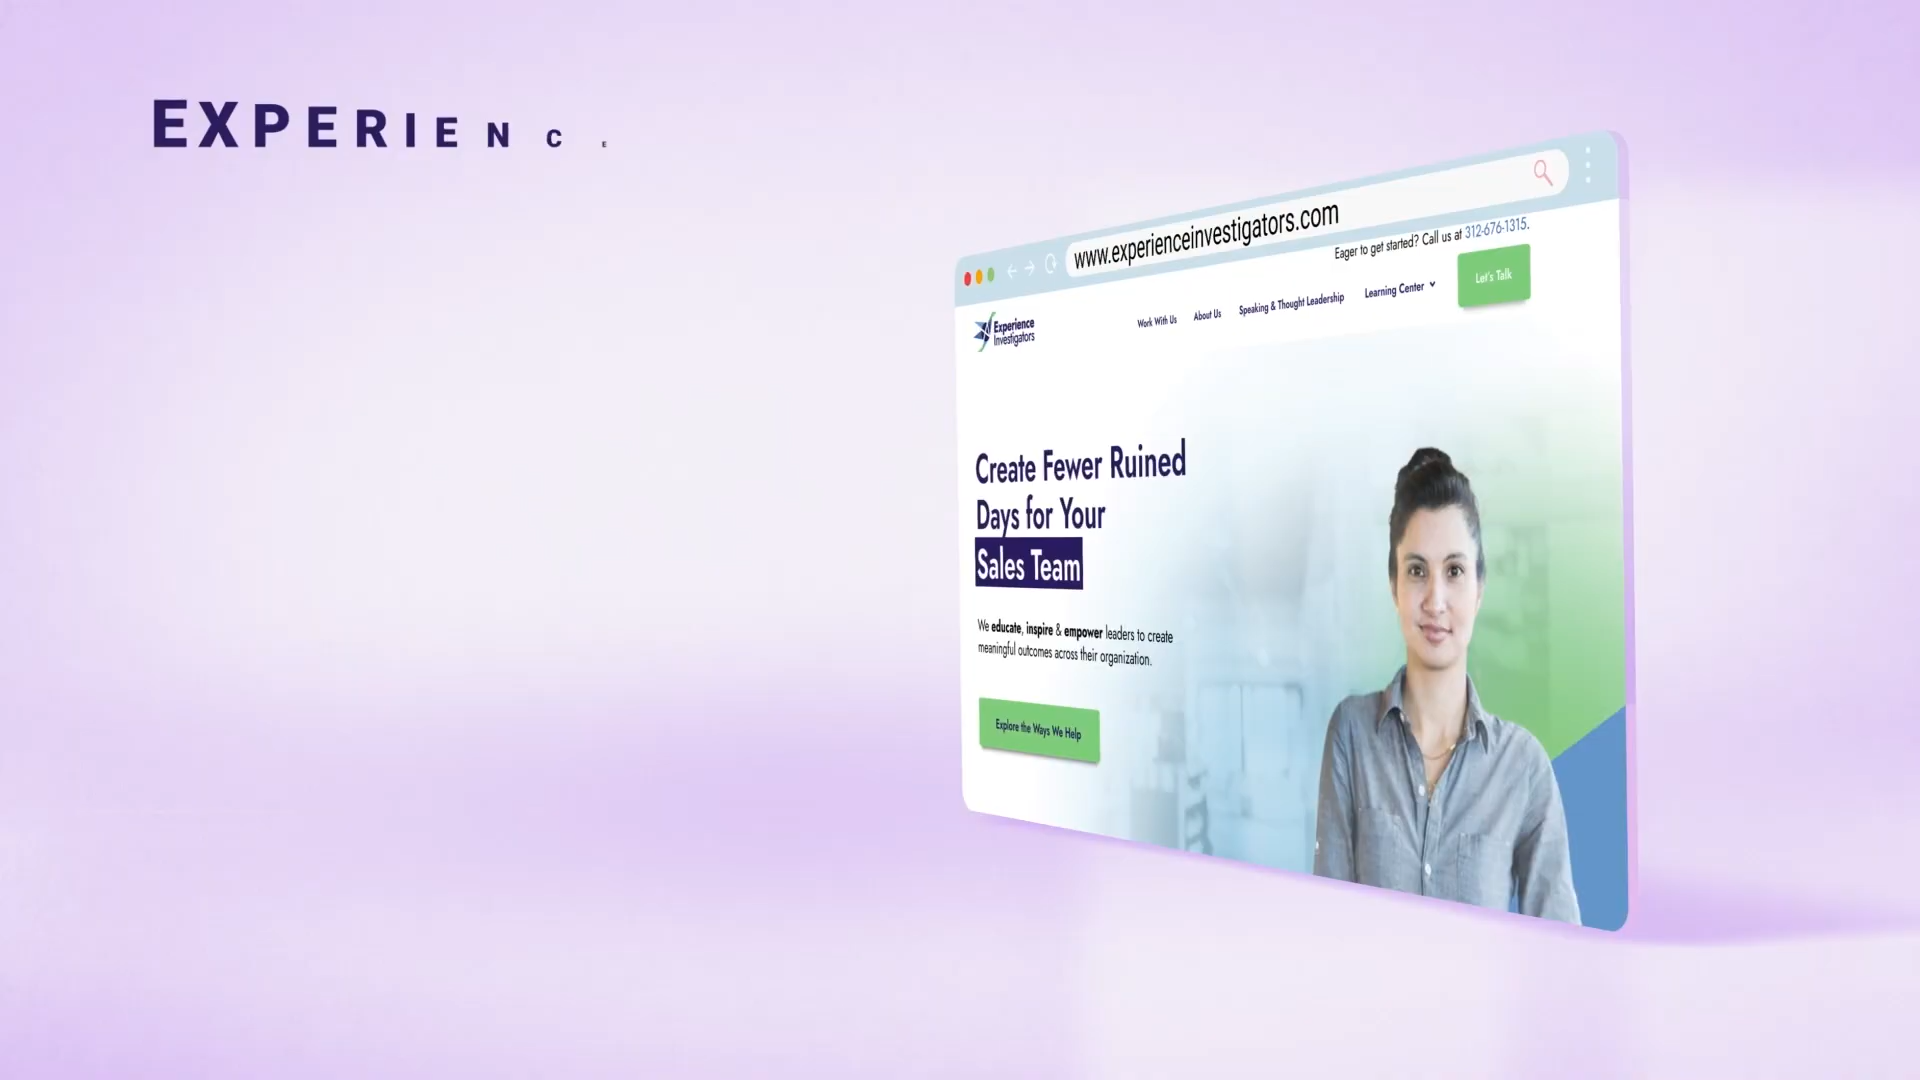 EXPERIENCE
www.experienceinvestigators.com
Eager to get started? Call us at 312-676-1315.
Experience
Investigators
Work With Us About Us Speaking & Thought Leadership Learning Center Let's Talk
Create Fewer Ruined
Days for Your
Sales Team
We educate, inspire & empower leaders to create
meaningful outcomes across their organization.
Explore the Ways We Help